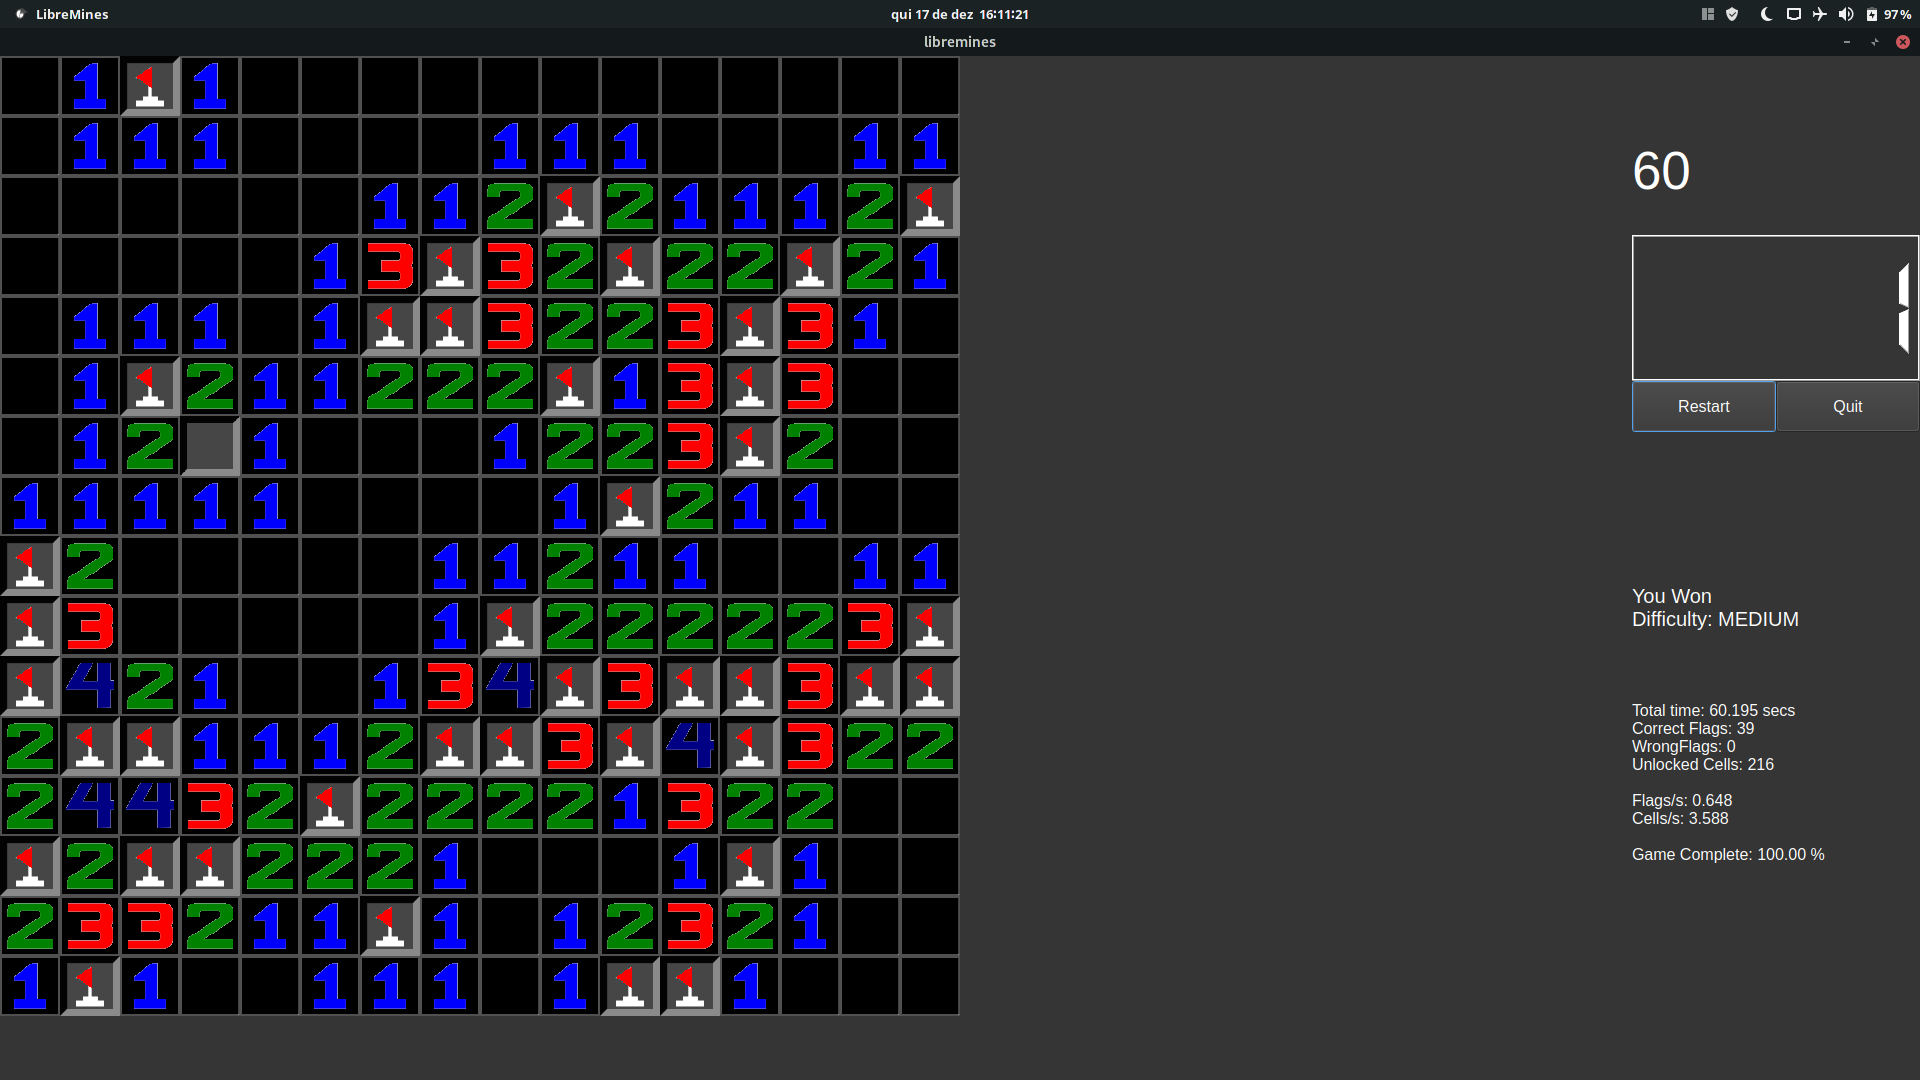 LibreMines
qui 17 de dez 16:11:21
97%
libremines
1 1
1 1 1 1 1 1 1 1
1 1 2 2 1 1 1 2
1 3 3 2 2 2 2 1
1 1 1 1 3 2 2 3 3 1
1 2 1 1 2 2 2 1 3 3
1 2 1 1 2 2 3 2
1 1 1 1 1 1 2 1 1
2 1 1 2 1 1 1 1
3 1 2 2 2 2 2 3
4 2 1 1 3 4 3 3
2 1 1 1 2 3 4 3 2 2
2 4 4 3 2 2 2 2 2 1 3 2 2
2 2 2 2 1 1 1
2 3 3 2 1 1 1 1 2 3 2 1
1 1 1 1 1 1 1
60
1
Restart
Quit
You Won
Difficulty: MEDIUM
Total time: 60.195 secs
Correct Flags: 39
WrongFlags: 0
Unlocked Cells: 216
Flags/s: 0.648
Cells/s: 3.588
Game Complete: 100.00 %